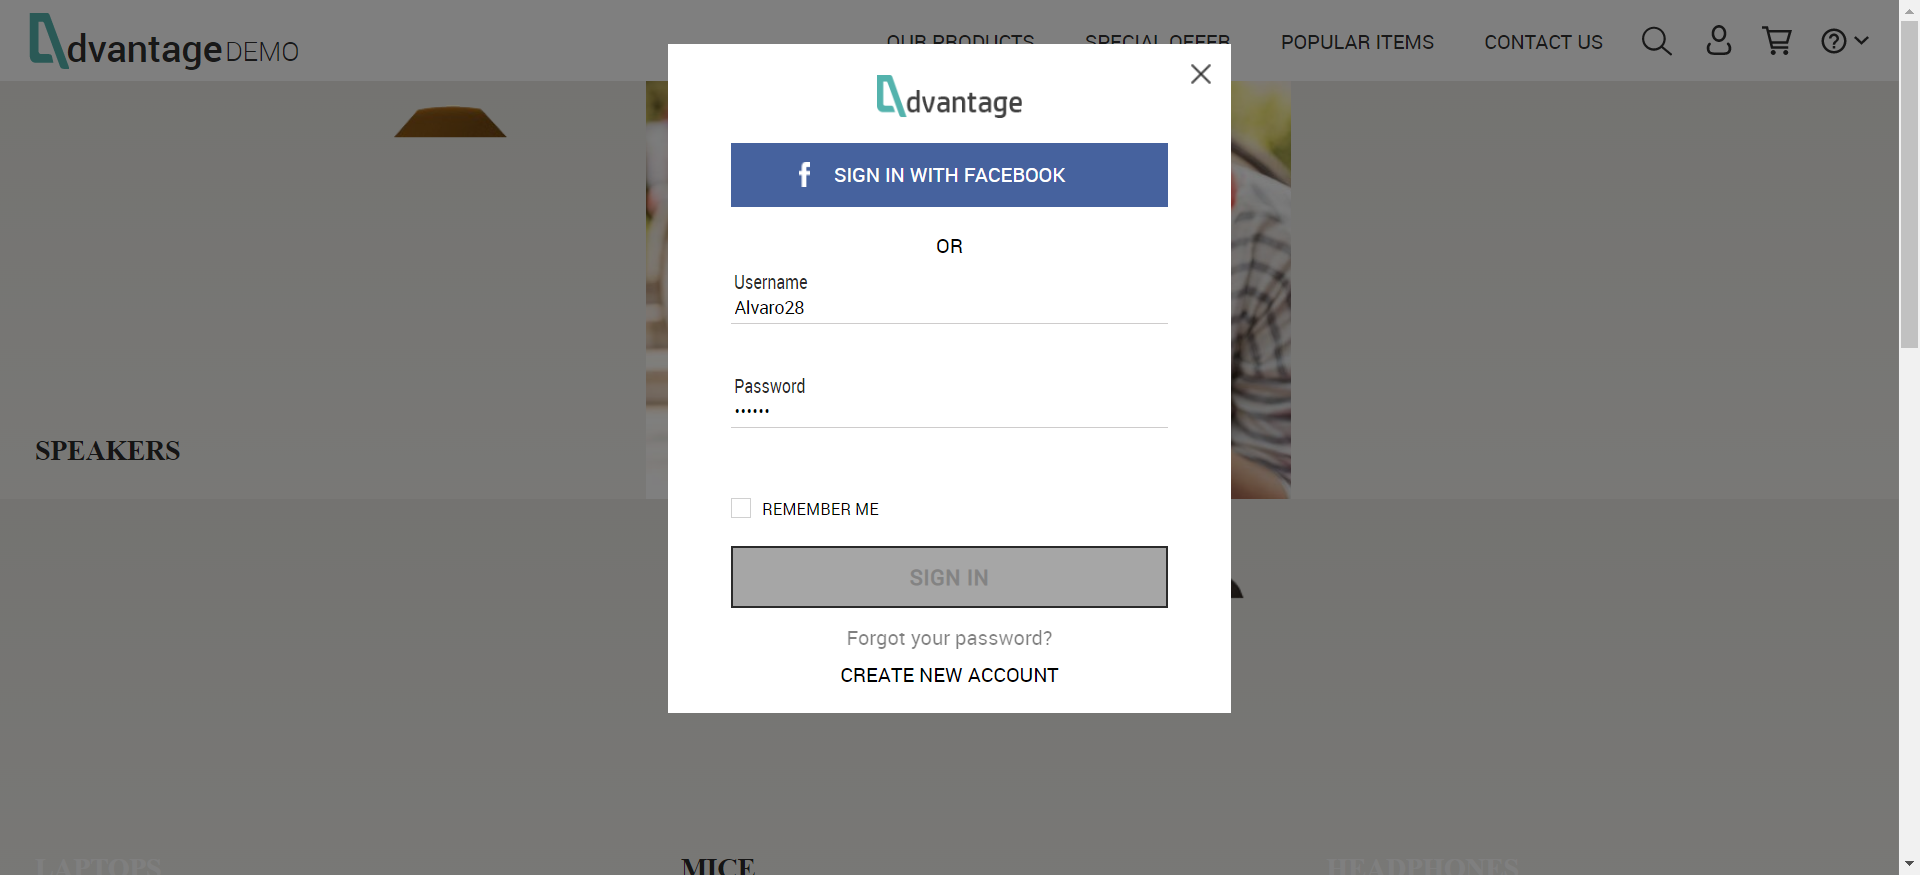 dvantage DEMO
OUR PRODUCTS SPECIAL OFFER POPULAR ITEMS CONTACT US
dvantage
SIGN IN WITH FACEBOOK
OR
Username
Alvaro28
Password
••••••
SPEAKERS
REMEMBER ME
SIGN IN
Forgot your password?
CREATE NEW ACCOUNT
LAPTOPS MICE HEADPHONES